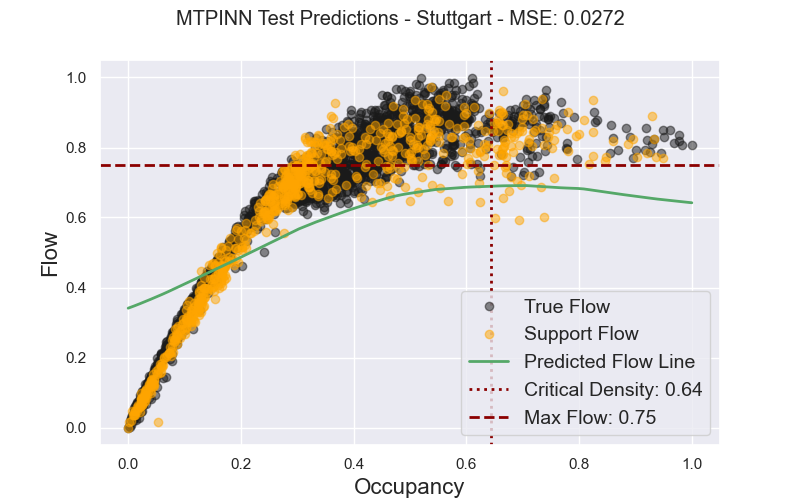 MTPINN Test Predictions - Stuttgart - MSE: 0.0272
1.0
0.8
0.6
0.4
0.2
0.0
Flow
True Flow
Support Flow
Predicted Flow Line
Critical Density: 0.64
Max Flow: 0.75
0.0 0.2 0.4 0.6 0.8 1.0
Occupancy